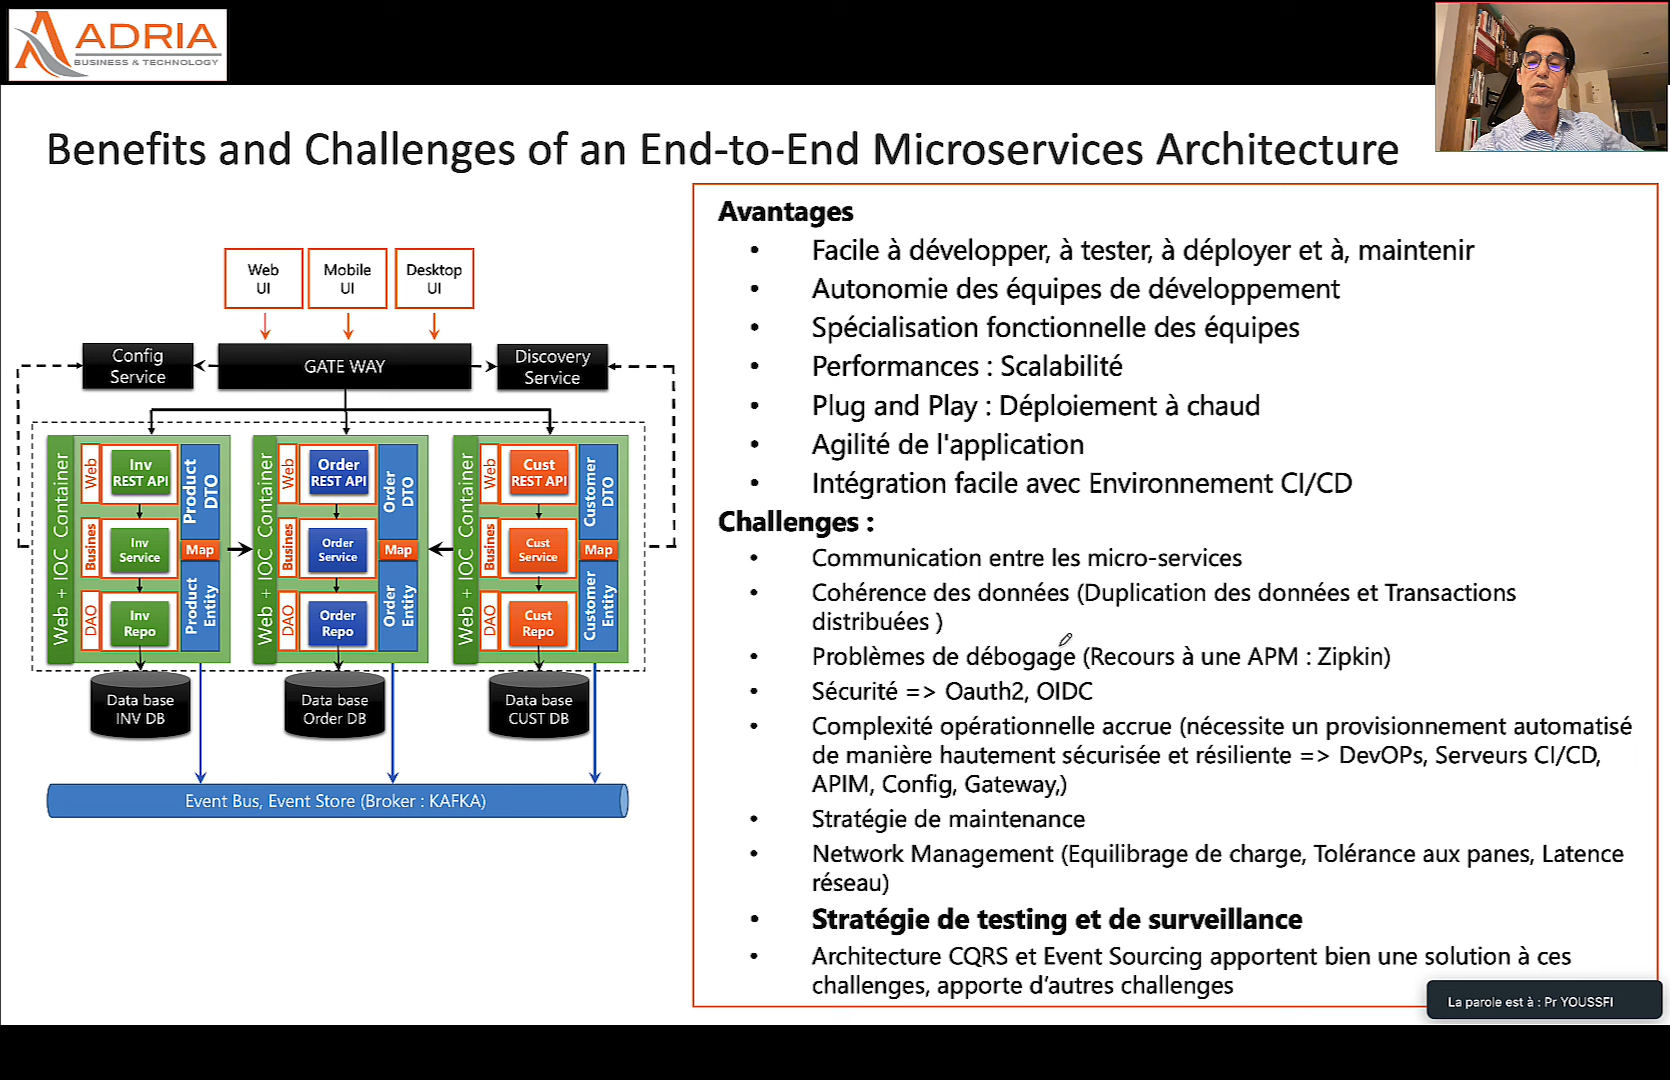 ADRIA
BUSINESS & TECHNOLOGY
Benefits and Challenges of an End-to-End Microservices Architecture
Web
UI
Mobile
UI
Desktop
UI
Config
Service
GATE WAY
Discovery
Service
Web + IOC Container
Web
Inv
REST API
Product
DTO
Busines
Inv
Service
Map
DAO
Inv
Repo
Product
Entity
Web + IOC Container
Web
Order
REST API
Order
DTO
Busines
Order
Service
Map
DAO
Order
Repo
Order
Entity
Web + IOC Container
Web
Cust
REST API
Customer
DTO
Busines
Cust
Service
Map
DAO
Cust
Repo
Customer
Entity
Data base
INV DB
Data base
Order DB
Data base
CUST DB
Event Bus, Event Store (Broker : KAFKA)
Avantages
• Facile à développer, à tester, à déployer et à, maintenir
• Autonomie des équipes de développement
• Spécialisation fonctionnelle des équipes
• Performances : Scalabilité
• Plug and Play : Déploiement à chaud
• Agilité de l'application
• Intégration facile avec Environnement CI/CD
Challenges :
• Communication entre les micro-services
• Cohérence des données (Duplication des données et Transactions
distribuées )
• Problèmes de débogage (Recours à une APM : Zipkin)
• Sécurité => Oauth2, OIDC
• Complexité opérationnelle accrue (nécessite un provisionnement automatisé
de manière hautement sécurisée et résiliente => DevOPs, Serveurs CI/CD,
APIM, Config, Gateway,)
• Stratégie de maintenance
• Network Management (Equilibrage de charge, Tolérance aux panes, Latence
réseau)
• Stratégie de testing et de surveillance
• Architecture CQRS et Event Sourcing apportent bien une solution à ces
challenges, apporte d’autres challenges
La parole est à : Pr YOUSSFI